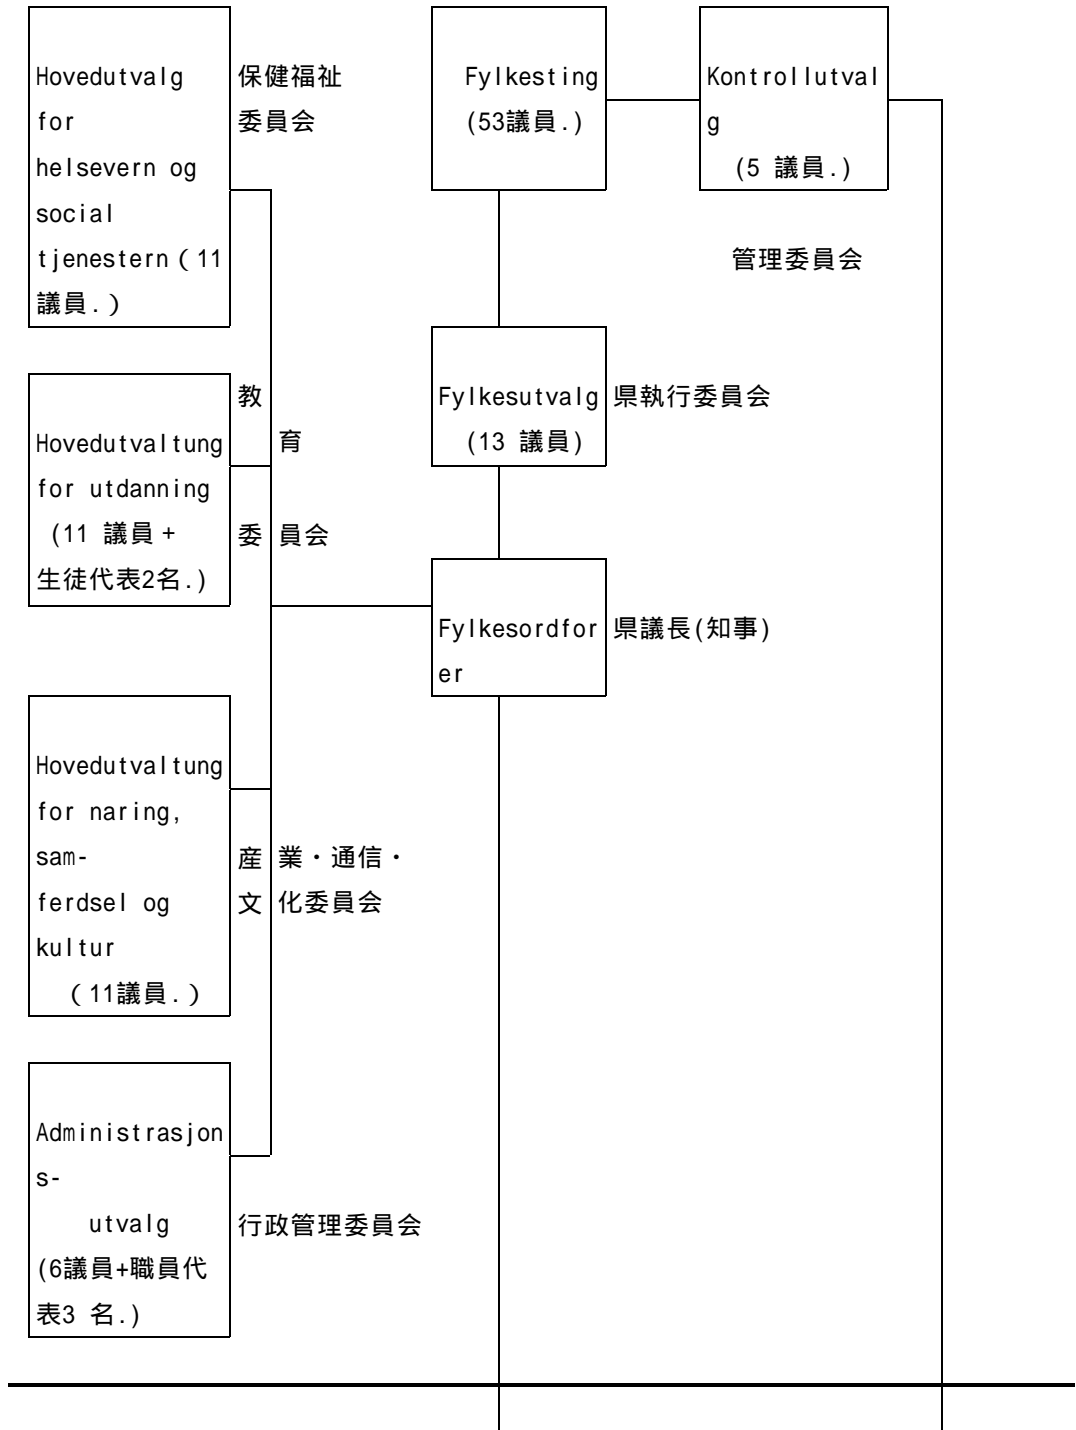 Hovedutvalg
for
helsevern og
social
tjenestern(11
議員.)
保健福祉
委員会
Fylkesting
(53議員.)
Kontrollutval
g
(5 議員.)
管理委員会
Hovedutvaltung
for utdanning
(11 議員+
生徒代表2名.)
教育
委員会
Fylkesutvalg
(13 議員)
県執行委員会
Fylkesordfor
er
県議長(知事)
Hovedutvaltung
for naring,
sam-
ferdsel og
kultur
(11議員.)
産業・通信・
文化委員会
Administrasjon
s-
utvalg
(6議員+職員代
表3 名.)
行政管理委員会